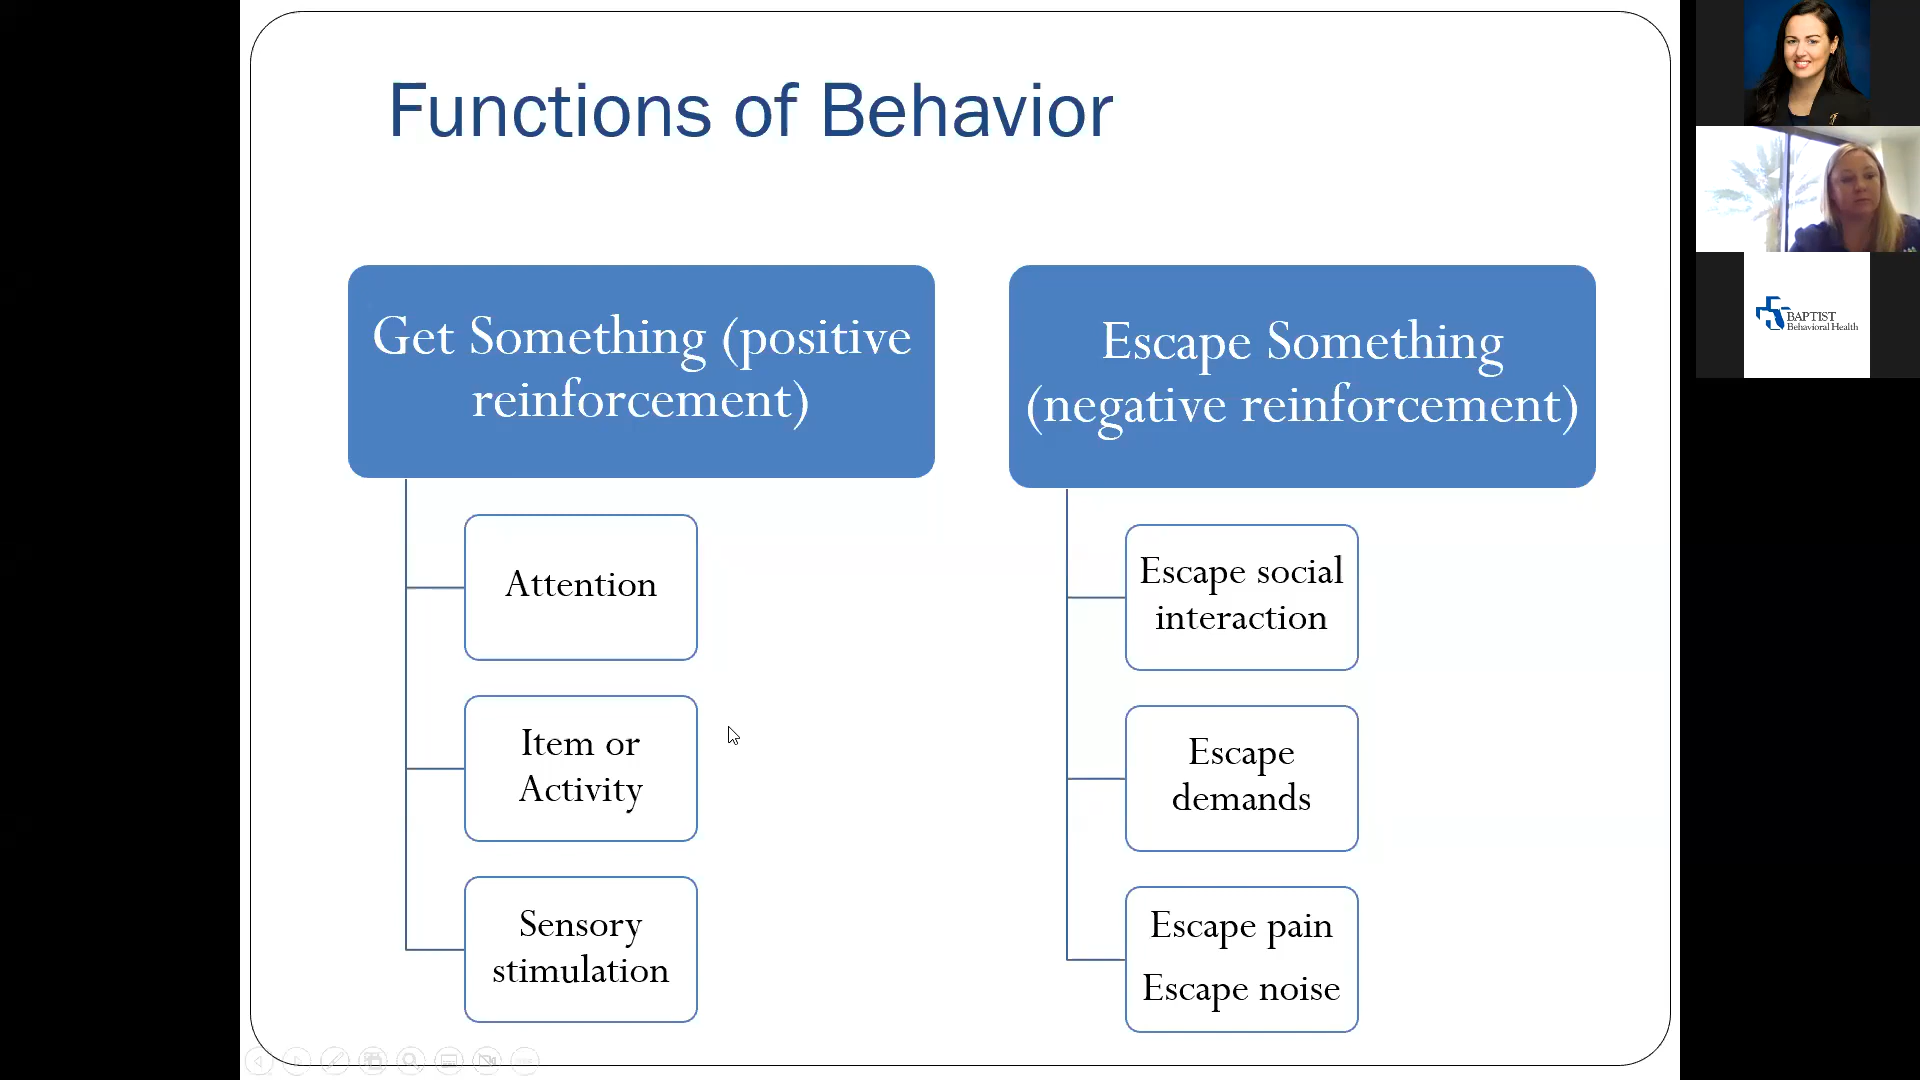 Functions of Behavior
Get Something (positive
reinforcement)
Attention
Item or
Activity
Sensory
stimulation
Escape Something
(negative reinforcement)
Escape social
interaction
Escape
demands
Escape pain
Escape noise
BAPTIST
Behavioral Health